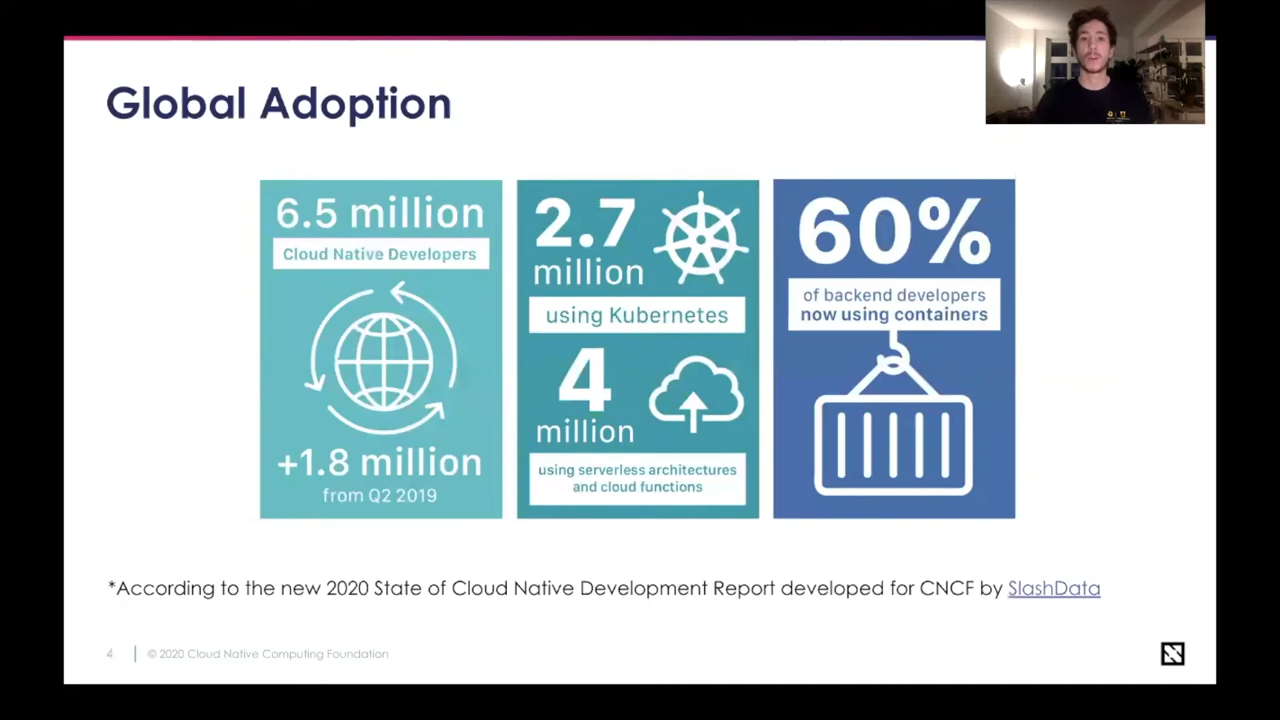 Global Adoption
6.5 million
Cloud Native Developers
+1.8 million
from Q2 2019
2.7
million
using Kubernetes
4
million
using serverless architectures
and cloud functions
60%
of backend developers
now using containers
*According to the new 2020 State of Cloud Native Development Report developed for CNCF by SlashData
4
© 2020 Cloud Native Computing Foundation